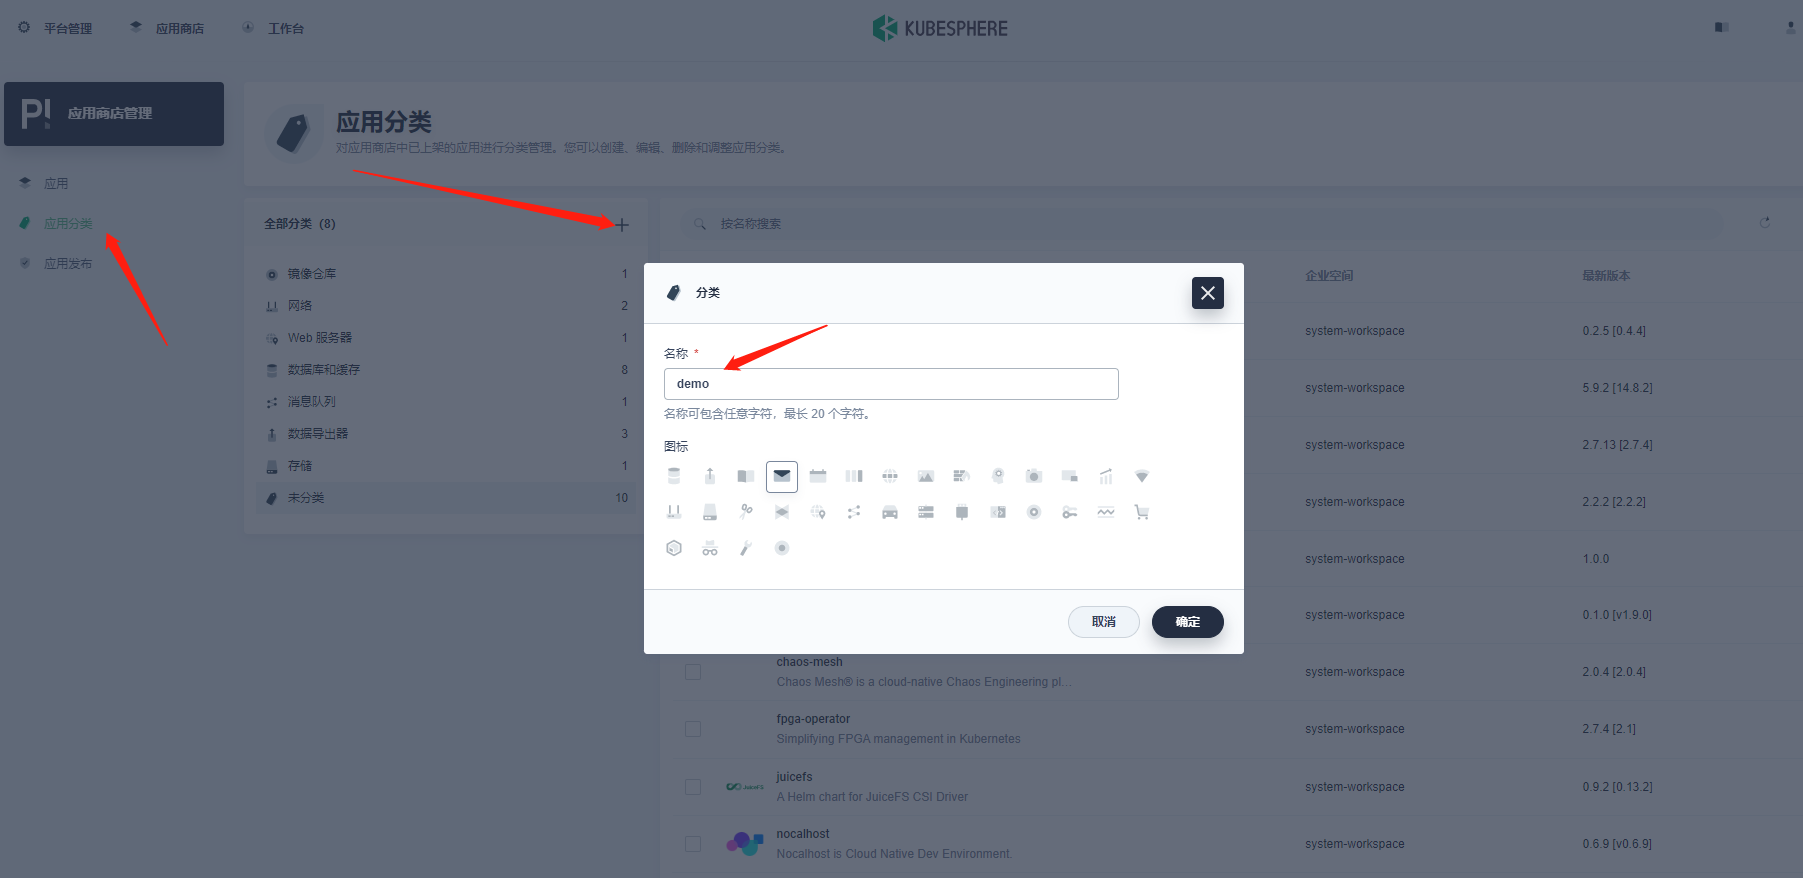 平台管理
应用商店
工作台
KUBESPHERE
应用商店管理
应用
应用分类
应用发布
应用分类
对应用商店中已上架的应用进行分类管理。您可以创建、编辑、删除和调整应用分类。
全部分类 (8)
镜像仓库 1
网络 2
Web 服务器 1
数据库和缓存 8
消息队列 1
数据导出器 3
存储 1
未分类 10
按名称搜索
企业空间 最新版本
system-workspace 0.2.5 [0.4.4]
system-workspace 5.9.2 [14.8.2]
system-workspace 2.7.13 [2.7.4]
system-workspace 2.2.2 [2.2.2]
system-workspace 1.0.0
system-workspace 0.1.0 [v1.9.0]
chaos-mesh
Chaos Mesh® is a cloud-native Chaos Engineering pl...
system-workspace 2.0.4 [2.0.4]
fpga-operator
Simplifying FPGA management in Kubernetes
system-workspace 2.7.4 [2.1]
JuiceFS
juicefs
A Helm chart for JuiceFS CSI Driver
system-workspace 0.9.2 [0.13.2]
nocalhost
Nocalhost is Cloud Native Dev Environment.
system-workspace 0.6.9 [v0.6.9]
分类
名称 *
demo
名称可包含任意字符，最长 20 个字符。
图标
取消
确定